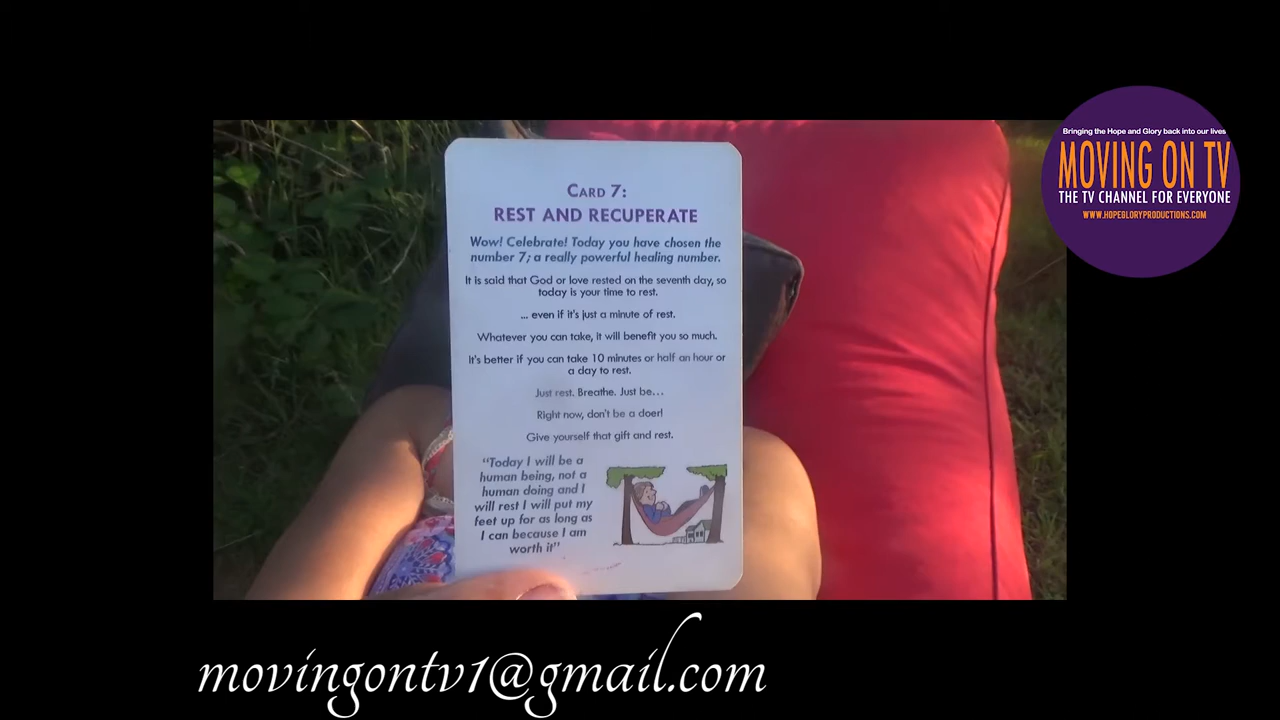 Bringing the Hope and Glory back into our lives
MOVING ON TV
THE TV CHANNEL FOR EVERYONE
WWW.HOPEGLORYPRODUCTIONS.COM
CARD 7:
REST AND RECUPERATE
Wow! Celebrate! Today you have chosen the
number 7; a really powerful healing number.
It is said that God or love rested on the seventh day, so
today is your time to rest.
... even if it's just a minute of rest.
Whatever you can take, it will benefit you so much.
It's better if you can take 10 minutes or half an hour or
a day to rest.
Just rest. Breathe. Just be...
Right now, don't be a doer!
Give yourself that gift and rest.
"Today I will be a
human being, not a
human doing and I
will rest I will put my
feet up for as long as
I can because I am
worth it"
movingontv1@gmail.com